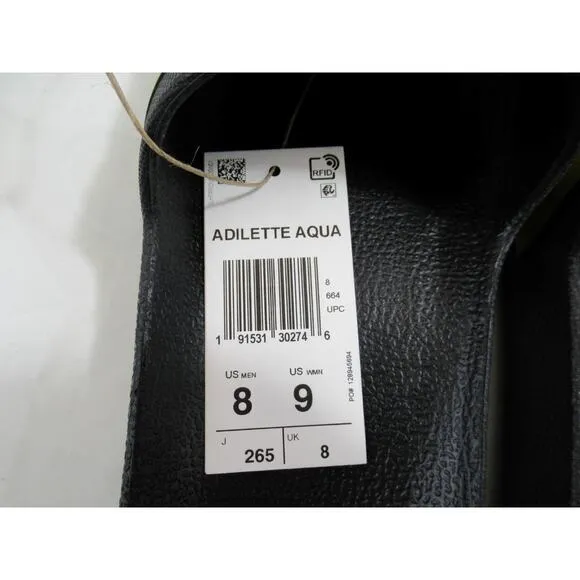 RFID
ADILETTE AQUA
8
664
UPC
1 91531 30274 6
US MEN
8
US WMN
9
PO# 128945694
J
265
UK
8